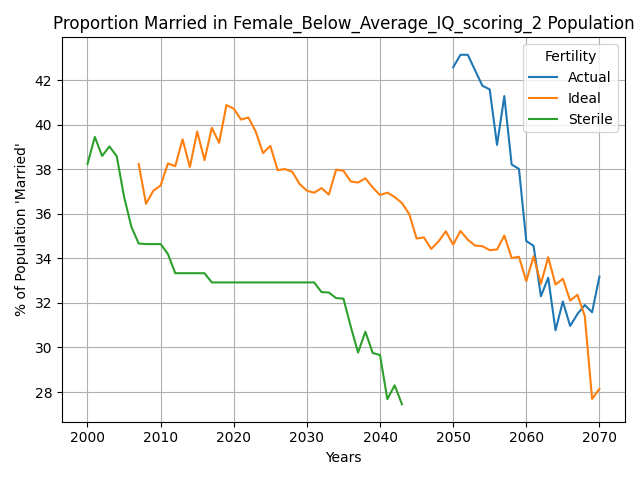 Proportion Married in Female_Below_Average_IQ_scoring_2 Population
% of Population 'Married'
42
40
38
36
34
32
30
28
Fertility
Actual
Ideal
Sterile
2000 2010 2020 2030 2040 2050 2060 2070
Years